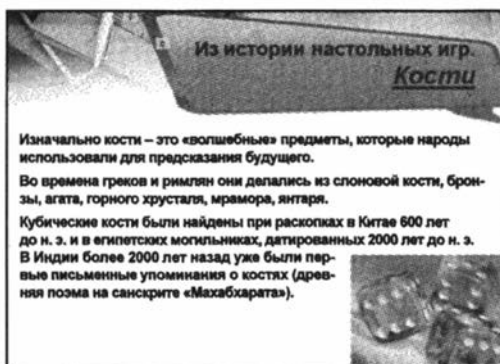 Из истории настольных игр.
Кости
Изначально кости – это «волшебные» предметы, которые народы
использовали для предсказания будущего.
Во времена греков и римлян они делались из слоновой кости, брон-
зы, агата, горного хрусталя, мрамора, янтаря.
Кубические кости были найдены при раскопках в Китае 600 лет
до н. э. и в египетских могильниках, датированных 2000 лет до н. э.
В Индии более 2000 лет назад уже были пер-
вые письменные упоминания о костях (древ-
няя поэма на санскрите «Махабхарата»).